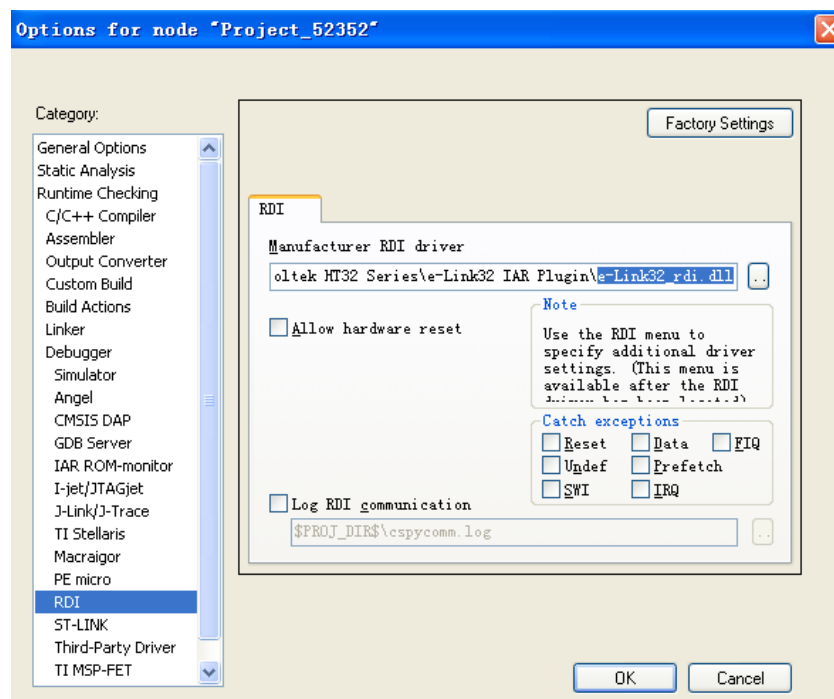 Options for node "Project_52352"
Category:
Factory Settings
General Options
Static Analysis
Runtime Checking
C/C++ Compiler
Assembler
Output Converter
Custom Build
Build Actions
Linker
Debugger
Simulator
Angel
CMSIS DAP
GDB Server
IAR ROM-monitor
I-jet/JTAGjet
J-Link/J-Trace
TI Stellaris
Macraigor
PE micro
RDI
ST-LINK
Third-Party Driver
TI MSP-FET
RDI
Manufacturer RDI driver
oltek HT32 Series\e-Link32 IAR Plugin\e-Link32_rdi.dll
..
Allow hardware reset
Note
Use the RDI menu to
specify additional driver
settings. (This menu is
available after the RDI
Catch exceptions
Reset Data FIQ
Undef Prefetch
SWI IRQ
Log RDI communication
$PROJ_DIR$\cspycomm.log
..
OK Cancel